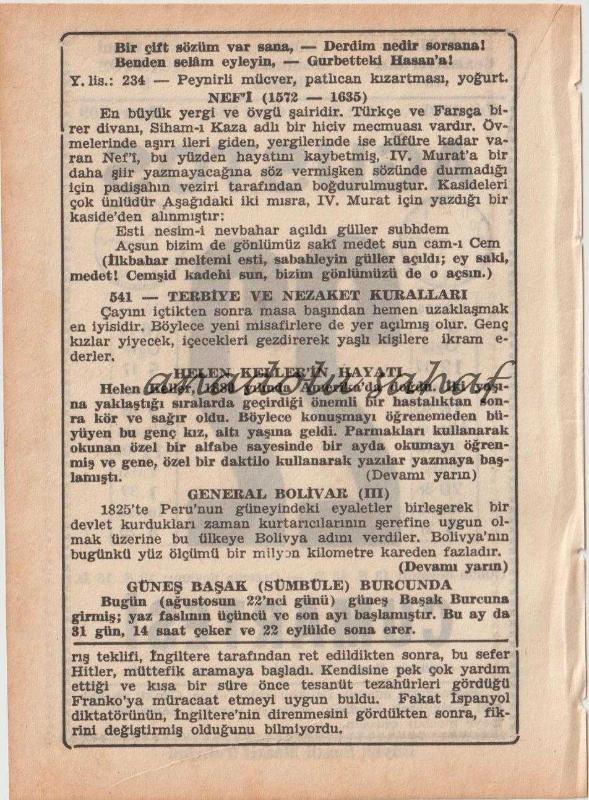 Bir çift sözüm var sana, — Derdim nedir sorsana!
Benden selâm eyleyin, — Gurbetteki Hasan'a!
Y. lis.: 234 — Peynirli mücver, patlıcan kızartması, yoğurt.
NEF'İ (1572 — 1635)
En büyük yergi ve övgü şairidir. Türkçe ve Farsça bi-
rer divanı, Siham-ı Kaza adlı bir hiciv mecmuası vardır. Öv-
melerinde aşırı ileri giden, yergilerinde ise küfüre kadar va-
ran Nef'î, bu yüzden hayatını kaybetmiş, IV. Murat'a bir
daha şiir yazmayacağına söz vermişken sözünde durmadığı
için padişahın veziri tarafından boğdurulmuştur. Kasideleri
çok ünlüdür Aşağıdaki iki mısra, IV. Murat için yazdığı bir
kaside'den alınmıştır:
Esti nesim-i nevbahar açıldı güller subhdem
Açsun bizim de gönlümüz sakî medet sun cam-ı Cem
(İlkbahar meltemi esti, sabahleyin güller açıldı; ey saki,
medet! Cemşid kadehi sun, bizim gönlümüzü de o açsın.)
541 — TERBİYE VE NEZAKET KURALLARI
Çayını içtikten sonra masa başından hemen uzaklaşmak
en iyisidir. Böylece yeni misafirlere de yer açılmış olur. Genç
kızlar yiyecek, içecekleri gezdirerek yaşlı kişilere ikram e-
derler.
HELEN KELLER'İN HAYATI
anadolu sahaf
Helen Keller, 1880 yılında Amerika'da doğdu. İki yaşı-
na yaklaştığı sıralarda geçirdiği önemli bir hastalıktan son-
ra kör ve sağır oldu. Böylece konuşmayı öğrenemeden bü-
yüyen bu genç kız, altı yaşına geldi. Parmakları kullanarak
okunan özel bir alfabe sayesinde bir ayda okumayı öğren-
miş ve gene, özel bir daktilo kullanarak yazılar yazmaya baş-
lamıştı. (Devamı yarın)
GENERAL BOLİVAR (III)
1825'te Peru'nun güneyindeki eyaletler birleşerek bir
devlet kurdukları zaman kurtarıcılarının şerefine uygun ol-
mak üzerine bu ülkeye Bolivya adını verdiler. Bolivya'nın
bugünkü yüz ölçümü bir milyon kilometre kareden fazladır.
(Devamı yarın)
GÜNEŞ BAŞAK (SÜMBÜLE) BURCUNDA
Bugün (ağustosun 22'nci günü) güneş Başak Burcuna
girmiş; yaz faslının üçüncü ve son ayı başlamıştır. Bu ay da
31 gün, 14 saat çeker ve 22 eylülde sona erer.
rış teklifi, İngiltere tarafından ret edildikten sonra, bu sefer
Hitler, müttefik aramaya başladı. Kendisine pek çok yardım
ettiği ve kısa bir süre önce tesanüt tezahürleri gördüğü
Franko'ya müracaat etmeyi uygun buldu. Fakat İspanyol
diktatörünün, İngiltere'nin direnmesini gördükten sonra, fik-
rini değiştirmiş olduğunu bilmiyordu.